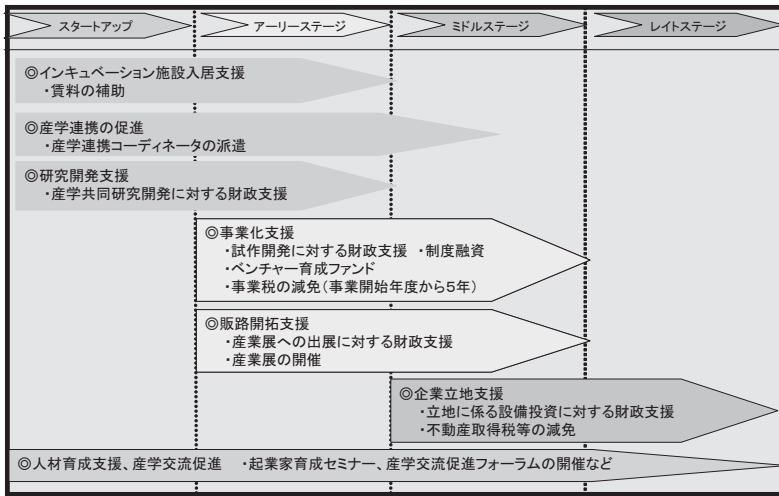 スタートアップ
アーリーステージ
ミドルステージ
レイトステージ
◎インキュベーション施設入居支援
・賃料の補助
◎産学連携の促進
・産学連携コーディネータの派遣
◎研究開発支援
・産学共同研究開発に対する財政支援
◎事業化支援
・試作開発に対する財政支援 ・制度融資
・ベンチャー育成ファンド
・事業税の減免(事業開始年度から5年)
◎販路開拓支援
・産業展への出展に対する財政支援
・産業展の開催
◎企業立地支援
・立地に係る設備投資に対する財政支援
・不動産取得税等の減免
◎人材育成支援、産学交流促進 ・起業家育成セミナー、産学交流促進フォーラムの開催など